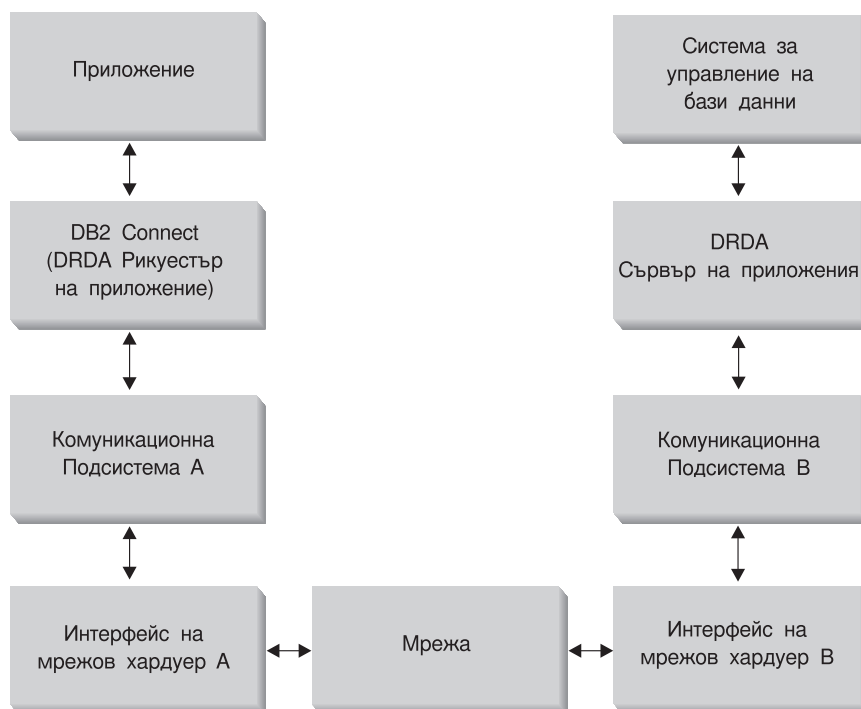 Приложение
DB2 Connect
(DRDA Рикуестър
на приложение)
Комуникационна
Подсистема А
Интерфейс на
мрежов хардуер А
Мрежа
Система за
управление на
бази данни
DRDA
Сървър на приложения
Комуникационна
Подсистема В
Интерфейс на
мрежов хардуер В